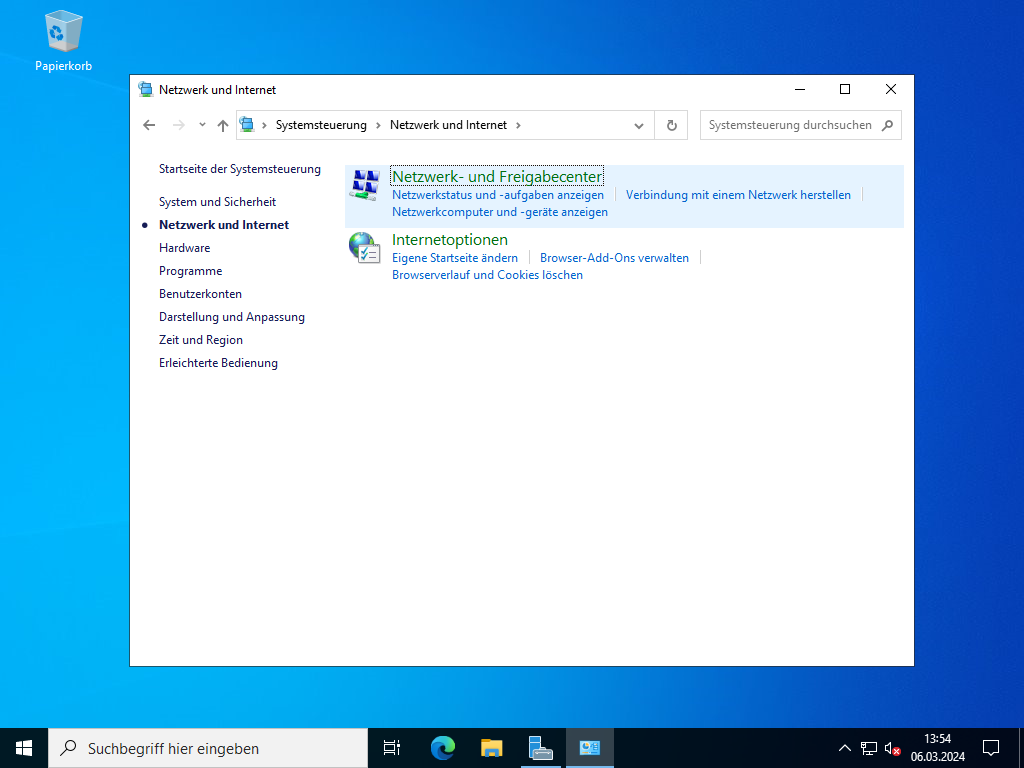 Papierkorb
Netzwerk und Internet
Systemsteuerung
Netzwerk und Internet
Systemsteuerung durchsuchen
Startseite der Systemsteuerung
System und Sicherheit
Netzwerk und Internet
Hardware
Programme
Benutzerkonten
Darstellung und Anpassung
Zeit und Region
Erleichterte Bedienung
Netzwerk- und Freigabecenter
Netzwerkstatus und -aufgaben anzeigen
Verbindung mit einem Netzwerk herstellen
Netzwerkcomputer und -geräte anzeigen
Internetoptionen
Eigene Startseite ändern
Browser-Add-Ons verwalten
Browserverlauf und Cookies löschen
Suchbegriff hier eingeben
13:54
06.03.2024